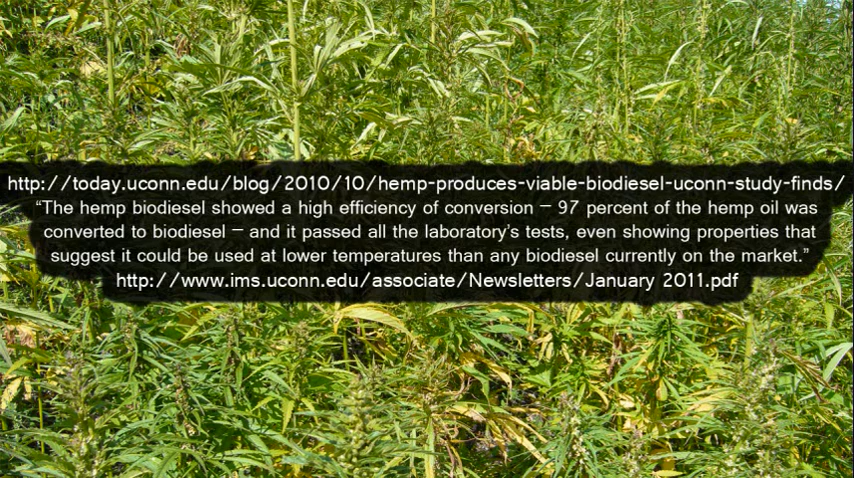 http://today.uconn.edu/blog/2010/10/hemp-produces-viable-biodiesel-uconn-study-finds/
“The hemp biodiesel showed a high efficiency of conversion – 97 percent of the hemp oil was
converted to biodiesel – and it passed all the laboratory’s tests, even showing properties that
suggest it could be used at lower temperatures than any biodiesel currently on the market.”
http://www.ims.uconn.edu/associate/Newsletters/January 2011.pdf